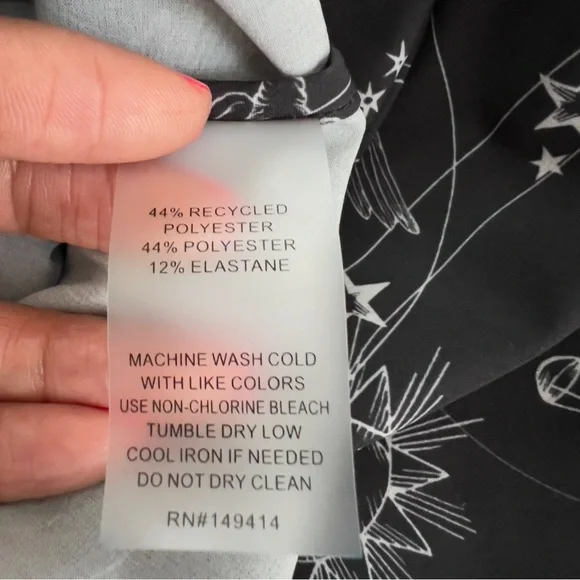 44% RECYCLED
POLYESTER
44% POLYESTER
12% ELASTANE
MACHINE WASH COLD
WITH LIKE COLORS
USE NON-CHLORINE BLEACH
TUMBLE DRY LOW
COOL IRON IF NEEDED
DO NOT DRY CLEAN
RN#149414